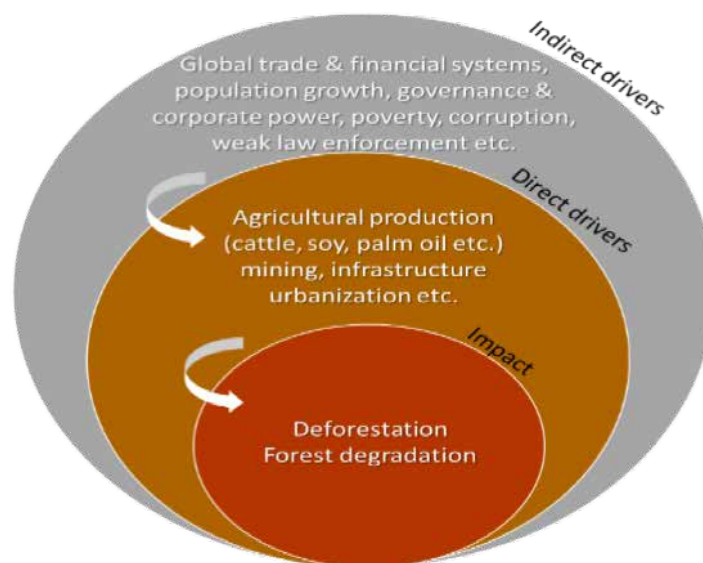 Indirect drivers
Global trade & financial systems,
population growth, governance &
corporate power, poverty, corruption,
weak law enforcement etc.
Direct drivers
Agricultural production
(cattle, soy, palm oil etc.)
mining, infrastructure
urbanization etc.
Impact
Deforestation
Forest degradation